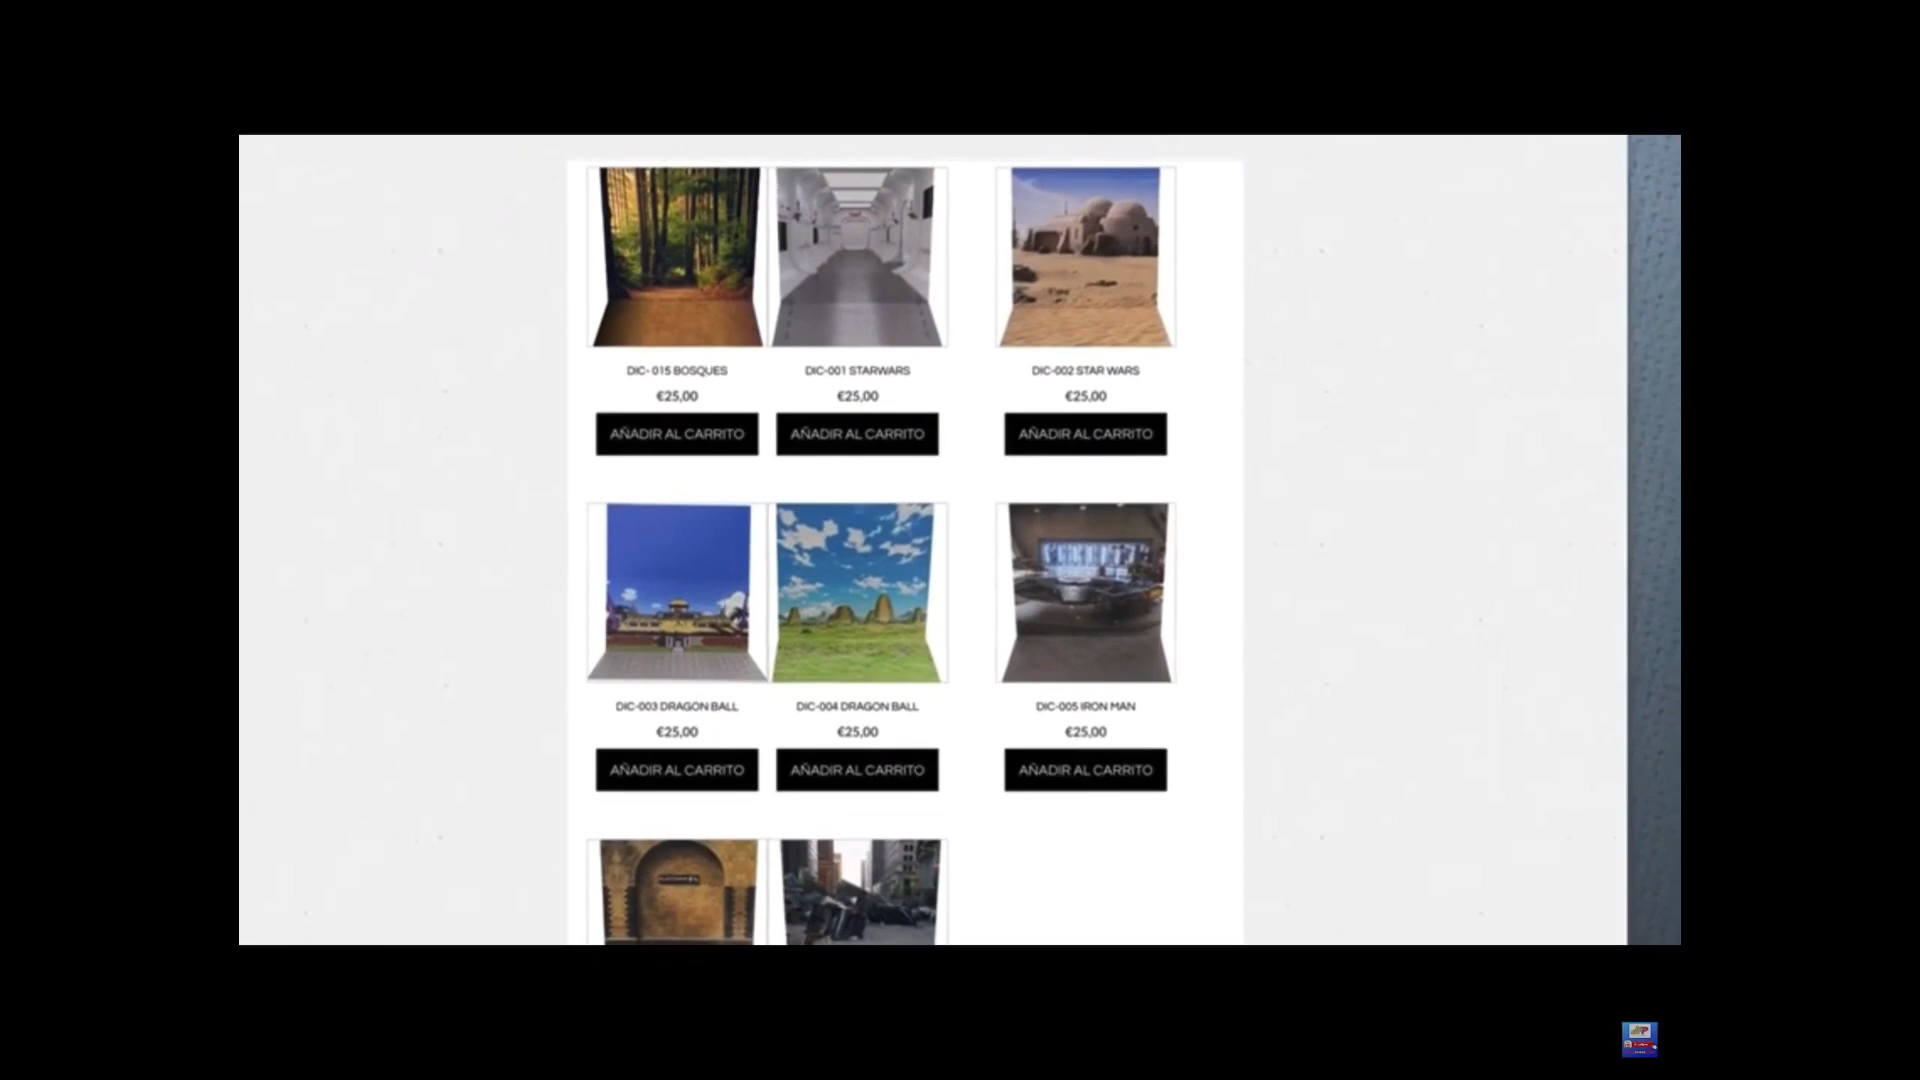 DIC- 015 BOSQUES
€25,00
AÑADIR AL CARRITO
DIC-001 STARWARS
€25,00
AÑADIR AL CARRITO
DIC-002 STAR WARS
€25,00
AÑADIR AL CARRITO
DIC-003 DRAGON BALL
€25,00
AÑADIR AL CARRITO
DIC-004 DRAGON BALL
€25,00
AÑADIR AL CARRITO
DIC-005 IRON MAN
€25,00
AÑADIR AL CARRITO